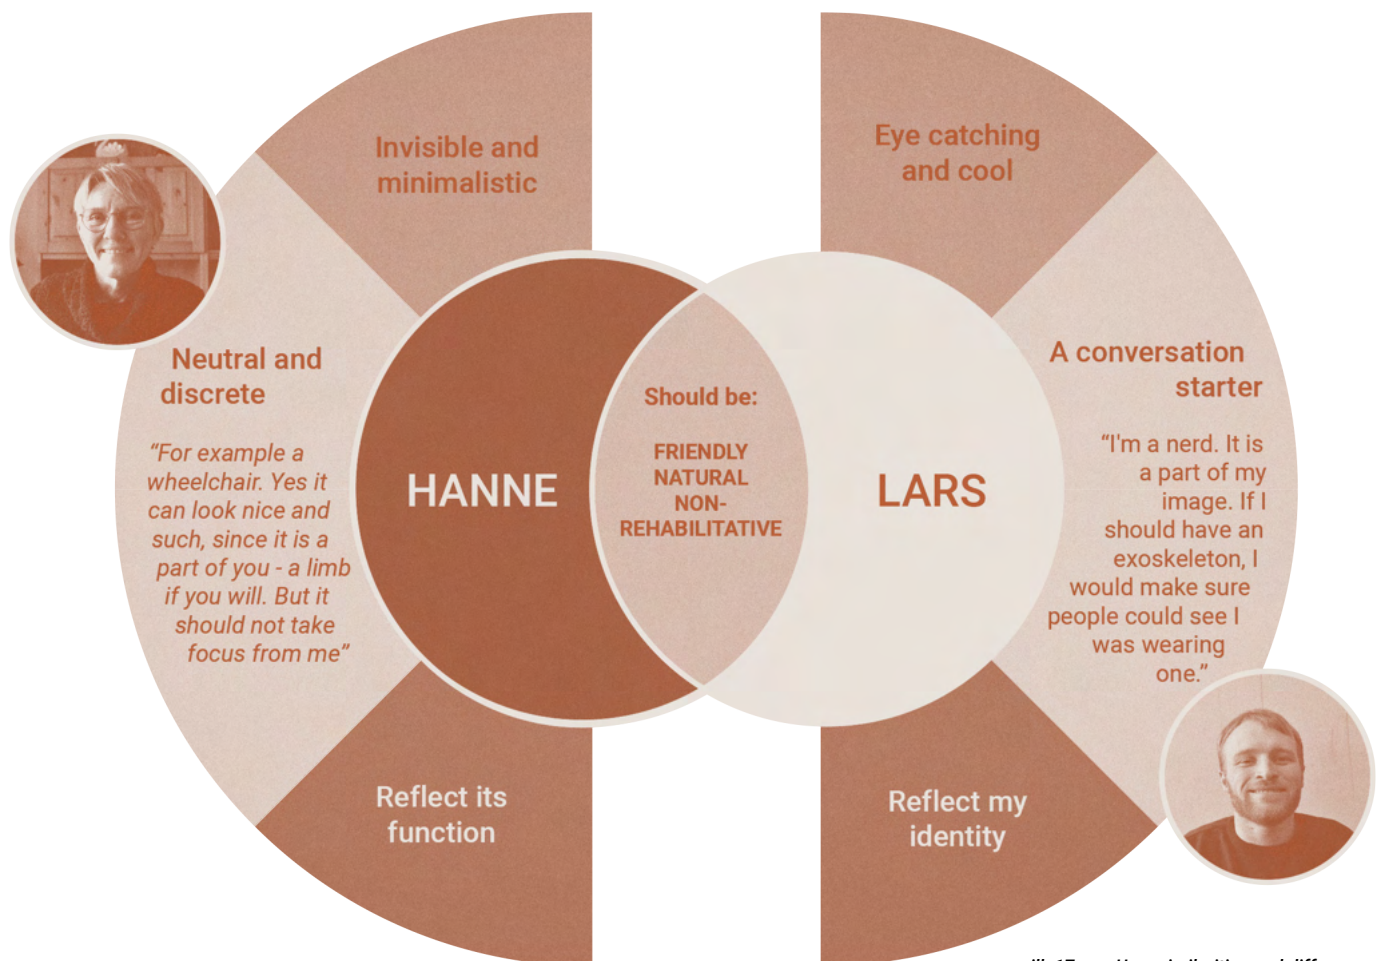 Invisible and
minimalistic
Neutral and
discrete
“For example a
wheelchair. Yes it
can look nice and
such, since it is a
part of you - a limb
if you will. But it
should not take
focus from me”
Reflect its
function
HANNE
Should be:
FRIENDLY
NATURAL
NON-
REHABILITATIVE
LARS
Eye catching
and cool
A conversation
starter
“I'm a nerd. It is
a part of my
image. If I
should have an
exoskeleton, I
would make sure
people could see I
was wearing
one.”
Reflect my
identity